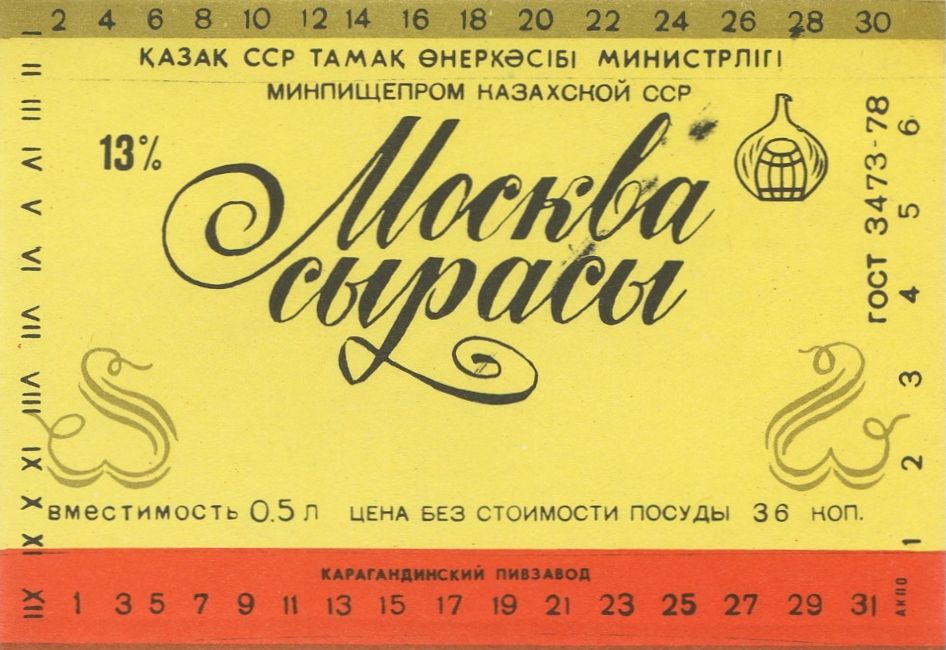 2 4 6 8 10 12 14 16 18 20 22 24 26 28 30
ҚАЗАҚ ССР ТАМАҚ ӨНЕРКӘСІБІ МИНИСТРЛІГІ
МИНПИЩЕПРОМ КАЗАХСКОЙ ССР
13%
Москва
сырасы
I II III IV V VI VII VIII IX X XI XII
ГОСТ 3473-78
1 2 3 4 5 6
вместимость 0.5 л ЦЕНА БЕЗ СТОИМОСТИ ПОСУДЫ 36 КОП.
КАРАГАНДИНСКИЙ ПИВЗАВОД
1 3 5 7 9 11 13 15 17 19 21 23 25 27 29 31
АКПО